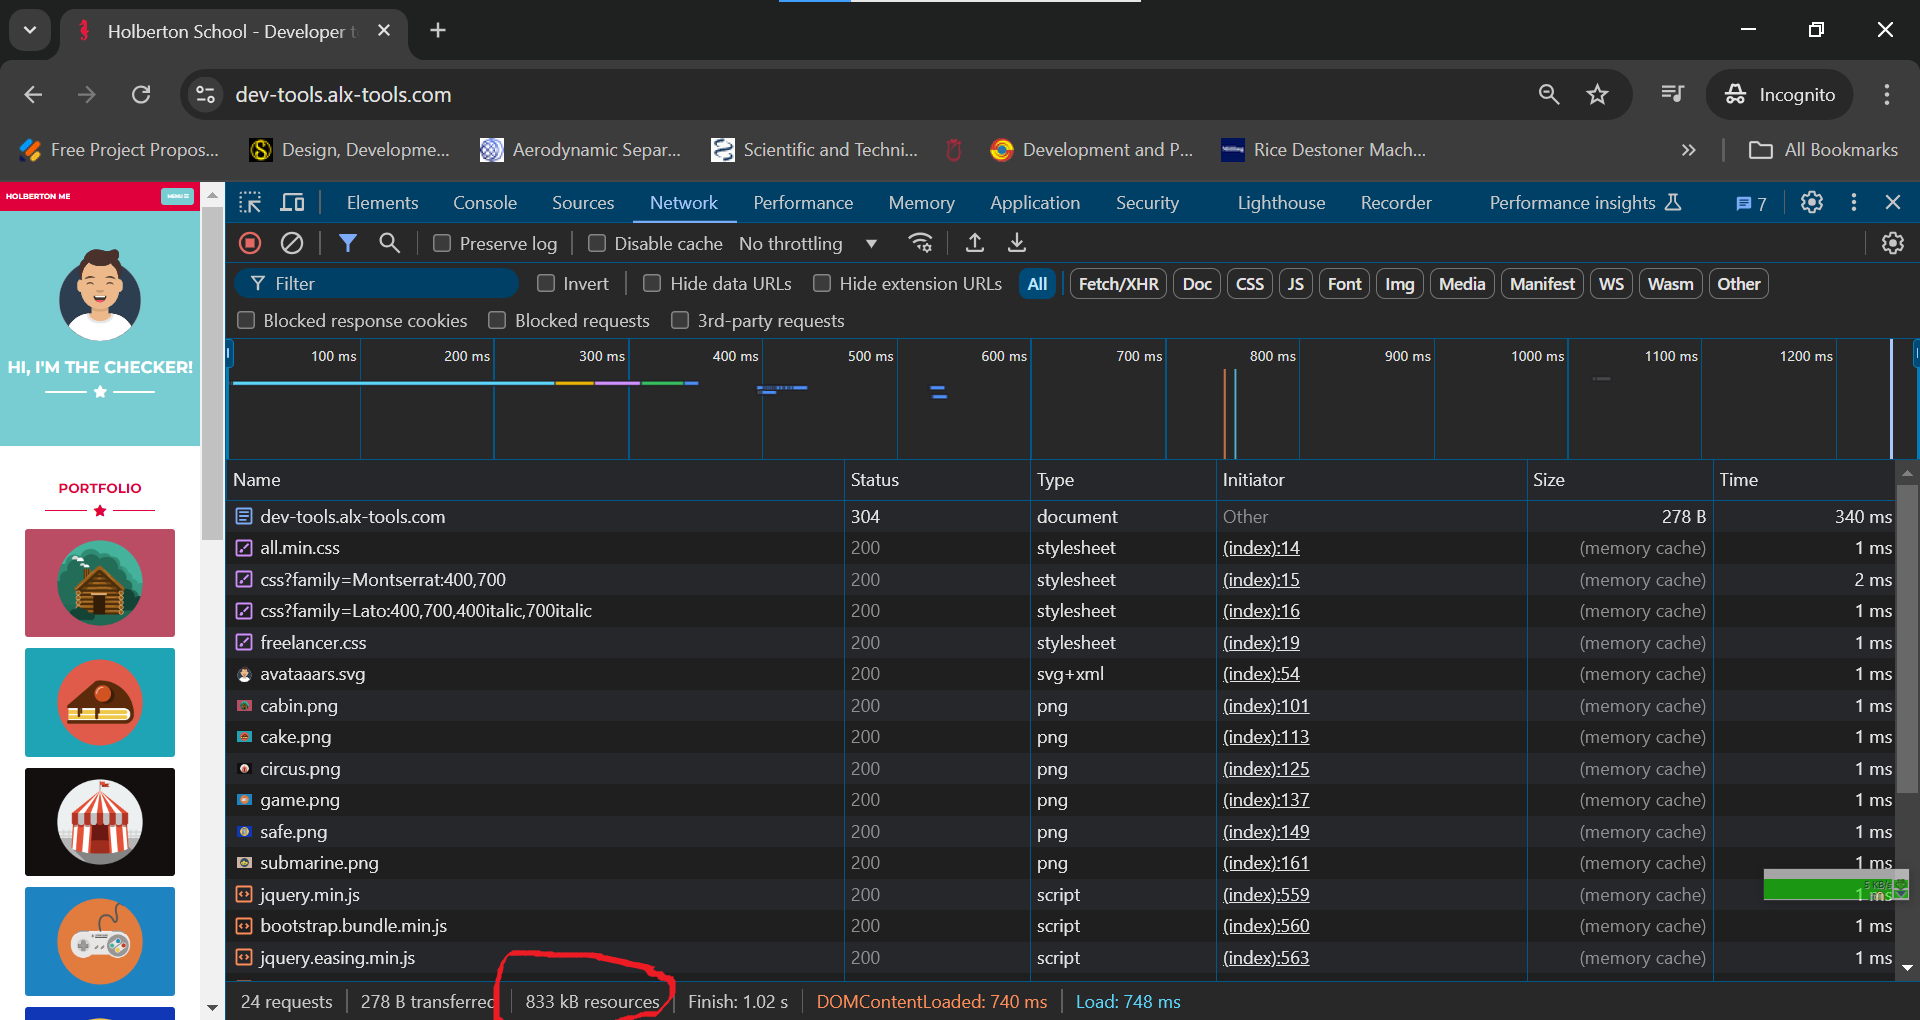 Holberton School - Developer t
dev-tools.alx-tools.com
Incognito
Free Project Propos...
Design, Developme...
Aerodynamic Separ...
Scientific and Techni...
Development and P...
Rice Destoner Mach...
All Bookmarks
HOLBERTON ME
MENU
HI, I'M THE CHECKER!
PORTFOLIO
Elements Console Sources Network Performance Memory Application Security Lighthouse Recorder Performance insights 7
Preserve log Disable cache No throttling
Filter Invert Hide data URLs Hide extension URLs All Fetch/XHR Doc CSS JS Font Img Media Manifest WS Wasm Other
Blocked response cookies Blocked requests 3rd-party requests
100 ms 200 ms 300 ms 400 ms 500 ms 600 ms 700 ms 800 ms 900 ms 1000 ms 1100 ms 1200 ms
Name Status Type Initiator Size Time
dev-tools.alx-tools.com 304 document Other 278 B 340 ms
all.min.css 200 stylesheet (index):14 (memory cache) 1 ms
css?family=Montserrat:400,700 200 stylesheet (index):15 (memory cache) 2 ms
css?family=Lato:400,700,400italic,700italic 200 stylesheet (index):16 (memory cache) 1 ms
freelancer.css 200 stylesheet (index):19 (memory cache) 1 ms
avataaars.svg 200 svg+xml (index):54 (memory cache) 1 ms
cabin.png 200 png (index):101 (memory cache) 1 ms
cake.png 200 png (index):113 (memory cache) 1 ms
circus.png 200 png (index):125 (memory cache) 1 ms
game.png 200 png (index):137 (memory cache) 1 ms
safe.png 200 png (index):149 (memory cache) 1 ms
submarine.png 200 png (index):161 (memory cache) 1 ms
jquery.min.js 200 script (index):559 (memory cache) 1 ms
bootstrap.bundle.min.js 200 script (index):560 (memory cache) 1 ms
jquery.easing.min.js 200 script (index):563 (memory cache) 1 ms
24 requests 278 B transferred 833 kB resources Finish: 1.02 s DOMContentLoaded: 740 ms Load: 748 ms